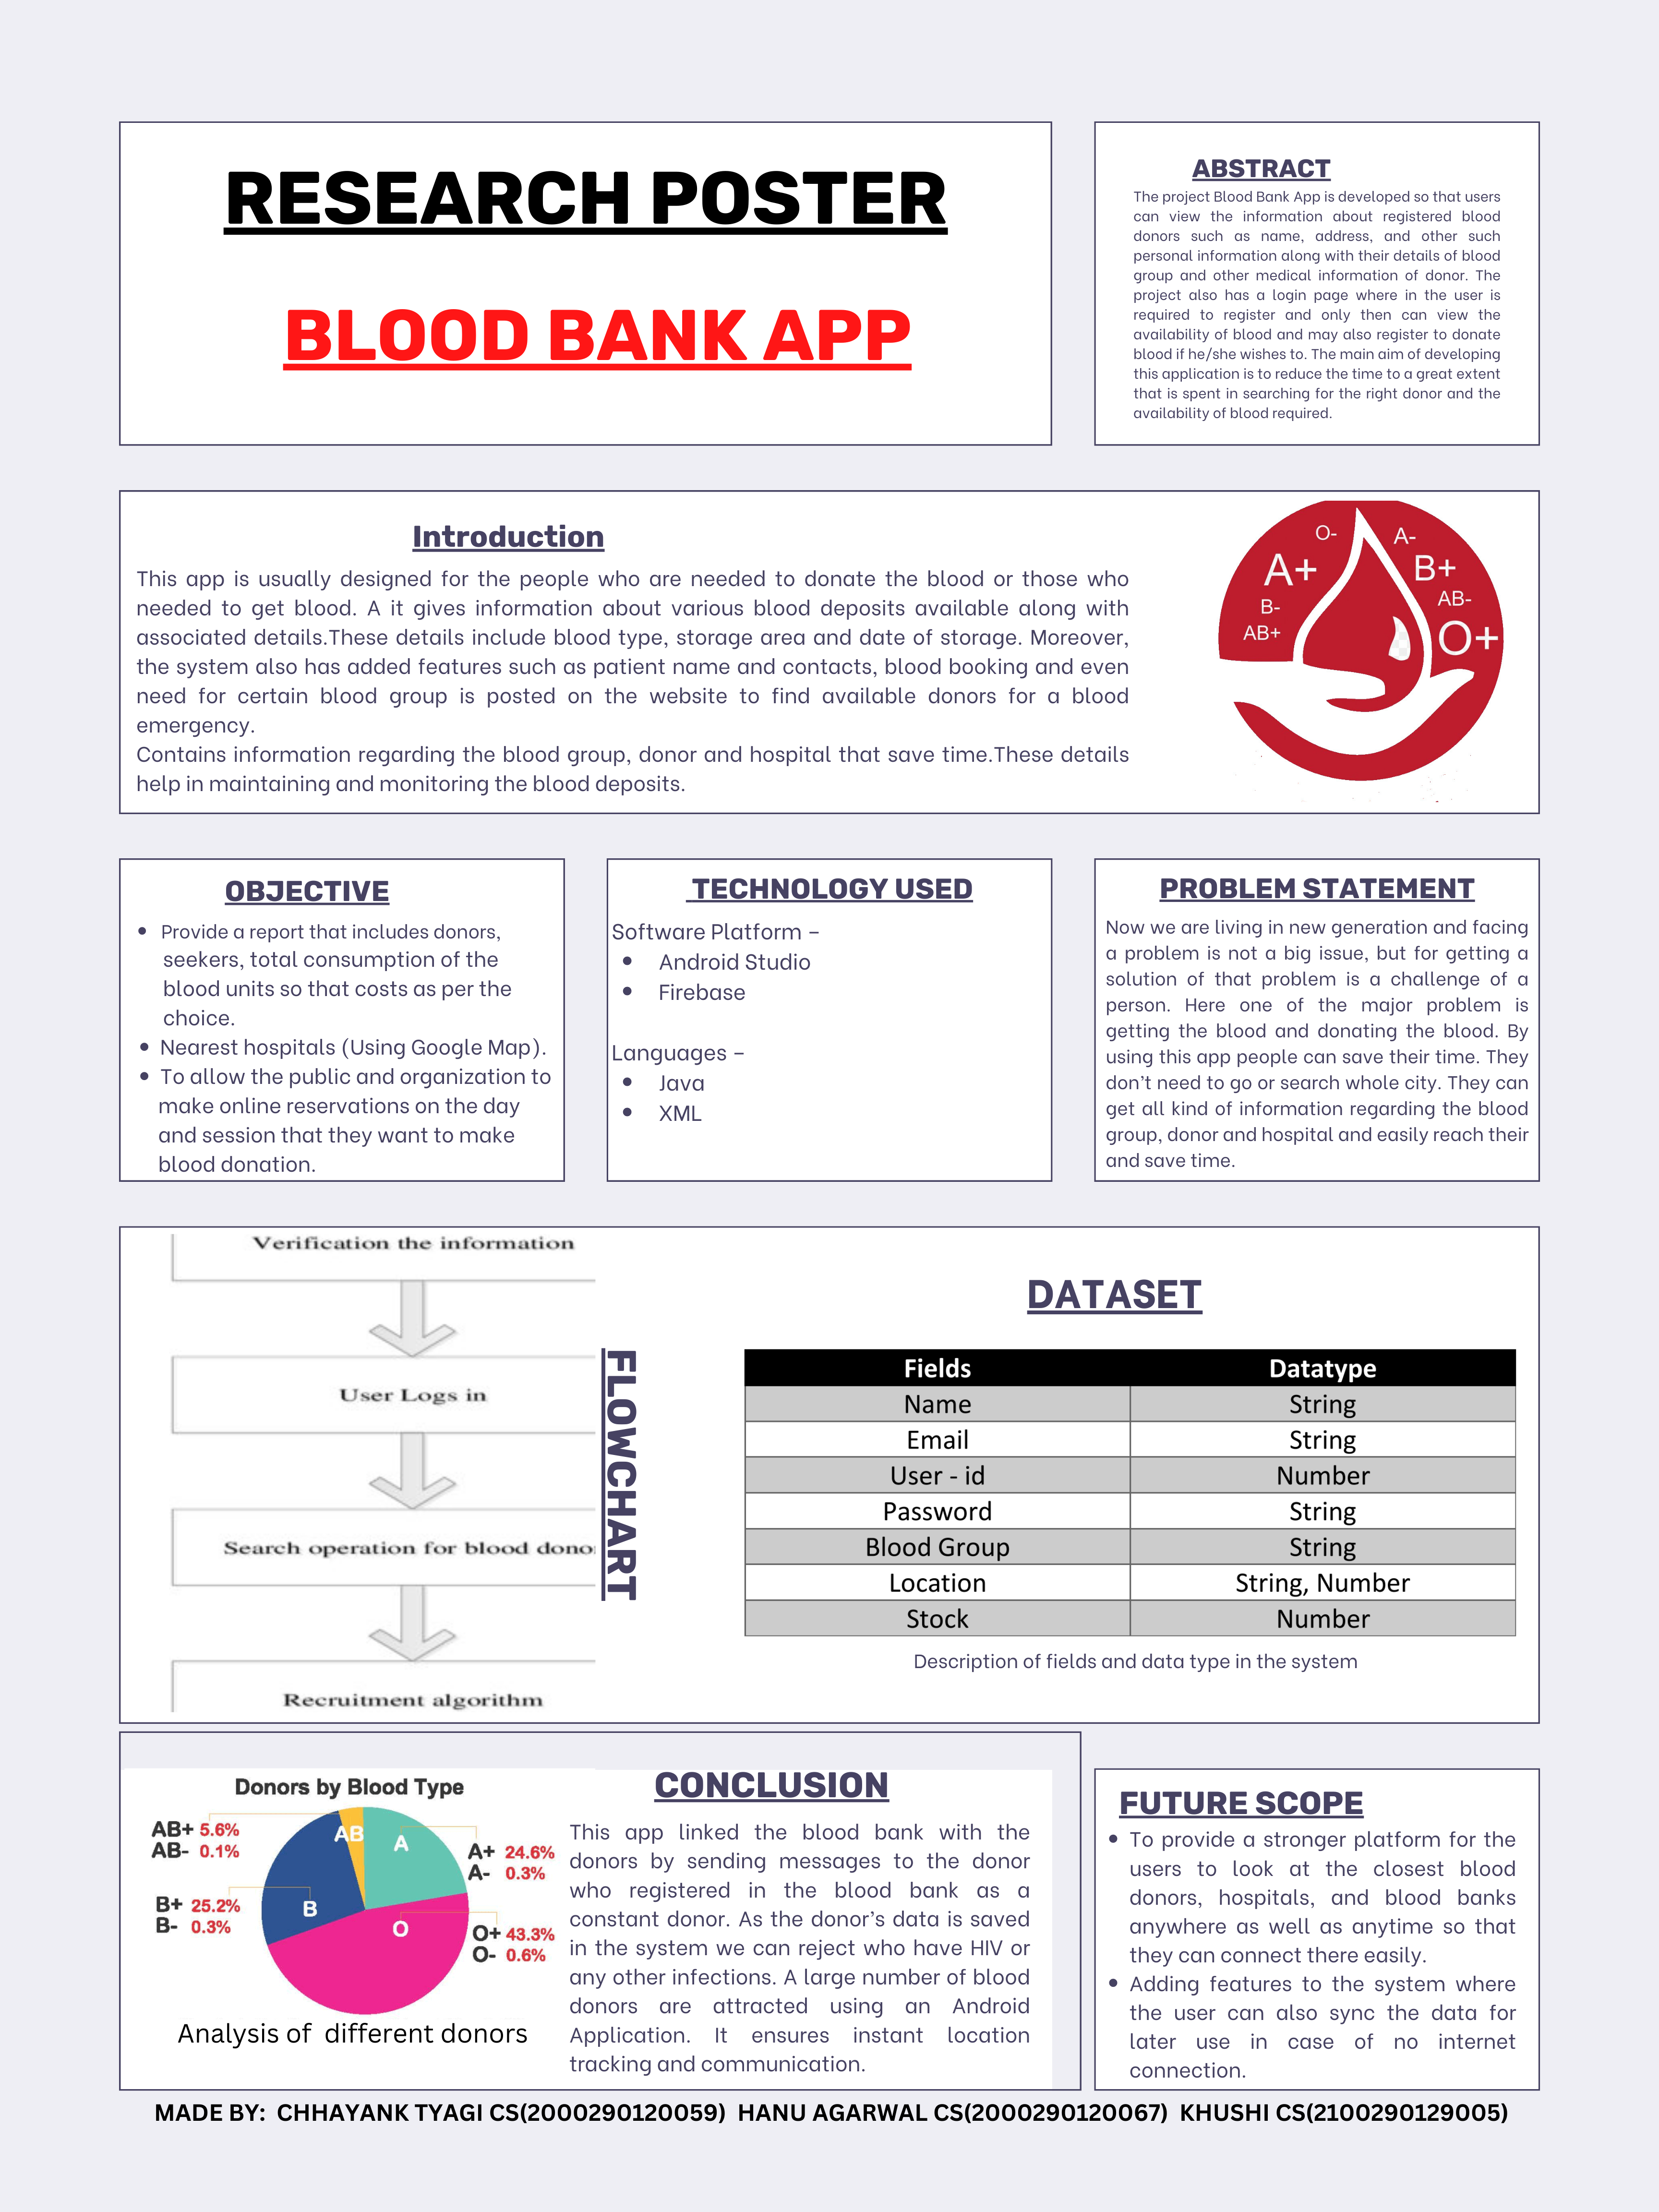 RESEARCH POSTER
BLOOD BANK APP
ABSTRACT
The project Blood Bank App is developed so that users
can view the information about registered blood
donors such as name, address, and other such
personal information along with their details of blood
group and other medical information of donor. The
project also has a login page where in the user is
required to register and only then can view the
availability of blood and may also register to donate
blood if he/she wishes to. The main aim of developing
this application is to reduce the time to a great extent
that is spent in searching for the right donor and the
availability of blood required.
Introduction
This app is usually designed for the people who are needed to donate the blood or those who
needed to get blood. A it gives information about various blood deposits available along with
associated details.These details include blood type, storage area and date of storage. Moreover,
the system also has added features such as patient name and contacts, blood booking and even
need for certain blood group is posted on the website to find available donors for a blood
emergency.
Contains information regarding the blood group, donor and hospital that save time.These details
help in maintaining and monitoring the blood deposits.
O-
A-
A+
B+
B-
AB-
AB+
O+
OBJECTIVE
• Provide a report that includes donors,
seekers, total consumption of the
blood units so that costs as per the
choice.
• Nearest hospitals (Using Google Map).
• To allow the public and organization to
make online reservations on the day
and session that they want to make
blood donation.
TECHNOLOGY USED
Software Platform –
• Android Studio
• Firebase
Languages –
• Java
• XML
PROBLEM STATEMENT
Now we are living in new generation and facing
a problem is not a big issue, but for getting a
solution of that problem is a challenge of a
person. Here one of the major problem is
getting the blood and donating the blood. By
using this app people can save their time. They
don't need to go or search whole city. They can
get all kind of information regarding the blood
group, donor and hospital and easily reach their
and save time.
Verification the information
User Logs in
Search operation for blood dono
Recruitment algorithm
FLOWCHART
DATASET
Fields Datatype
Name String
Email String
User - id Number
Password String
Blood Group String
Location String, Number
Stock Number
Description of fields and data type in the system
Donors by Blood Type
AB+ 5.6%
AB- 0.1%
B+ 25.2%
B- 0.3%
AB
A
B
O
A+ 24.6%
A- 0.3%
O+ 43.3%
O- 0.6%
Analysis of different donors
CONCLUSION
This app linked the blood bank with the
donors by sending messages to the donor
who registered in the blood bank as a
constant donor. As the donor's data is saved
in the system we can reject who have HIV or
any other infections. A large number of blood
donors are attracted using an Android
Application. It ensures instant location
tracking and communication.
FUTURE SCOPE
• To provide a stronger platform for the
users to look at the closest blood
donors, hospitals, and blood banks
anywhere as well as anytime so that
they can connect there easily.
• Adding features to the system where
the user can also sync the data for
later use in case of no internet
connection.
MADE BY: CHHAYANK TYAGI CS(2000290120059) HANU AGARWAL CS(2000290120067) KHUSHI CS(2100290129005)